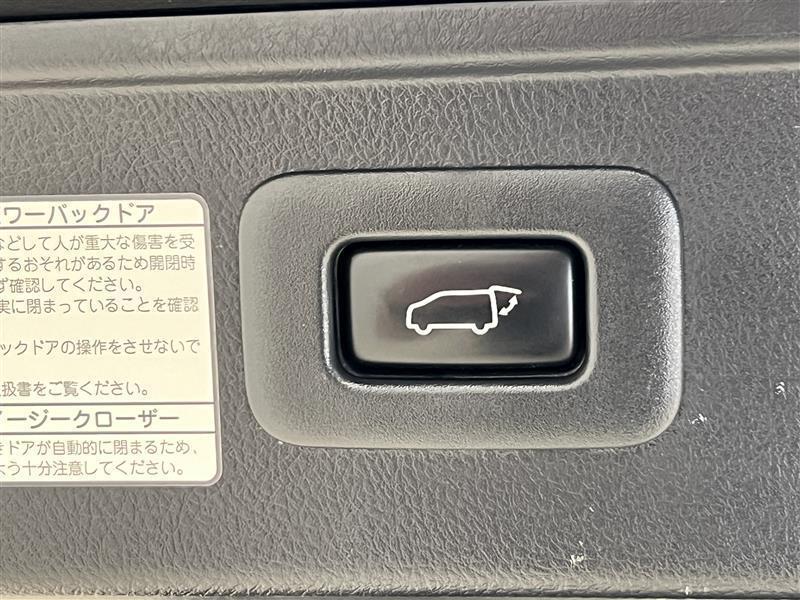 ワーバックドア
などして人が重大な傷害を受
するおそれがあるため開閉時
ず確認してください。
実に閉まっていることを確認
ックドアの操作をさせないで
扱書をご覧ください。
ージークローザー
きドアが自動的に閉まるため、
よう十分注意してください。